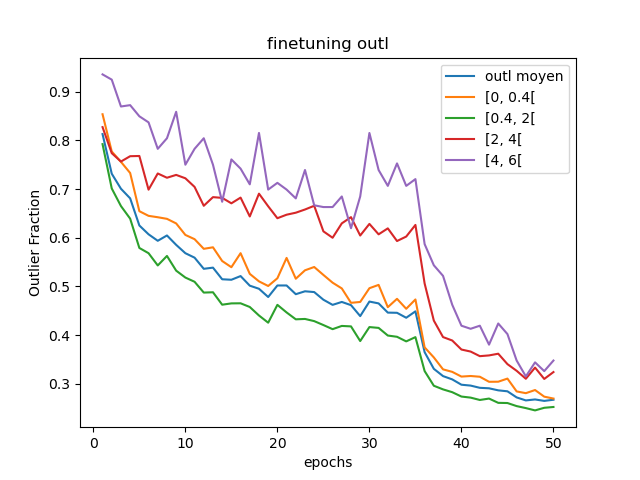 finetuning outl
outl moyen
[0, 0.4[
[0.4, 2[
[2, 4[
[4, 6[
Outlier Fraction
0.9
0.8
0.7
0.6
0.5
0.4
0.3
0 10 20 30 40 50
epochs